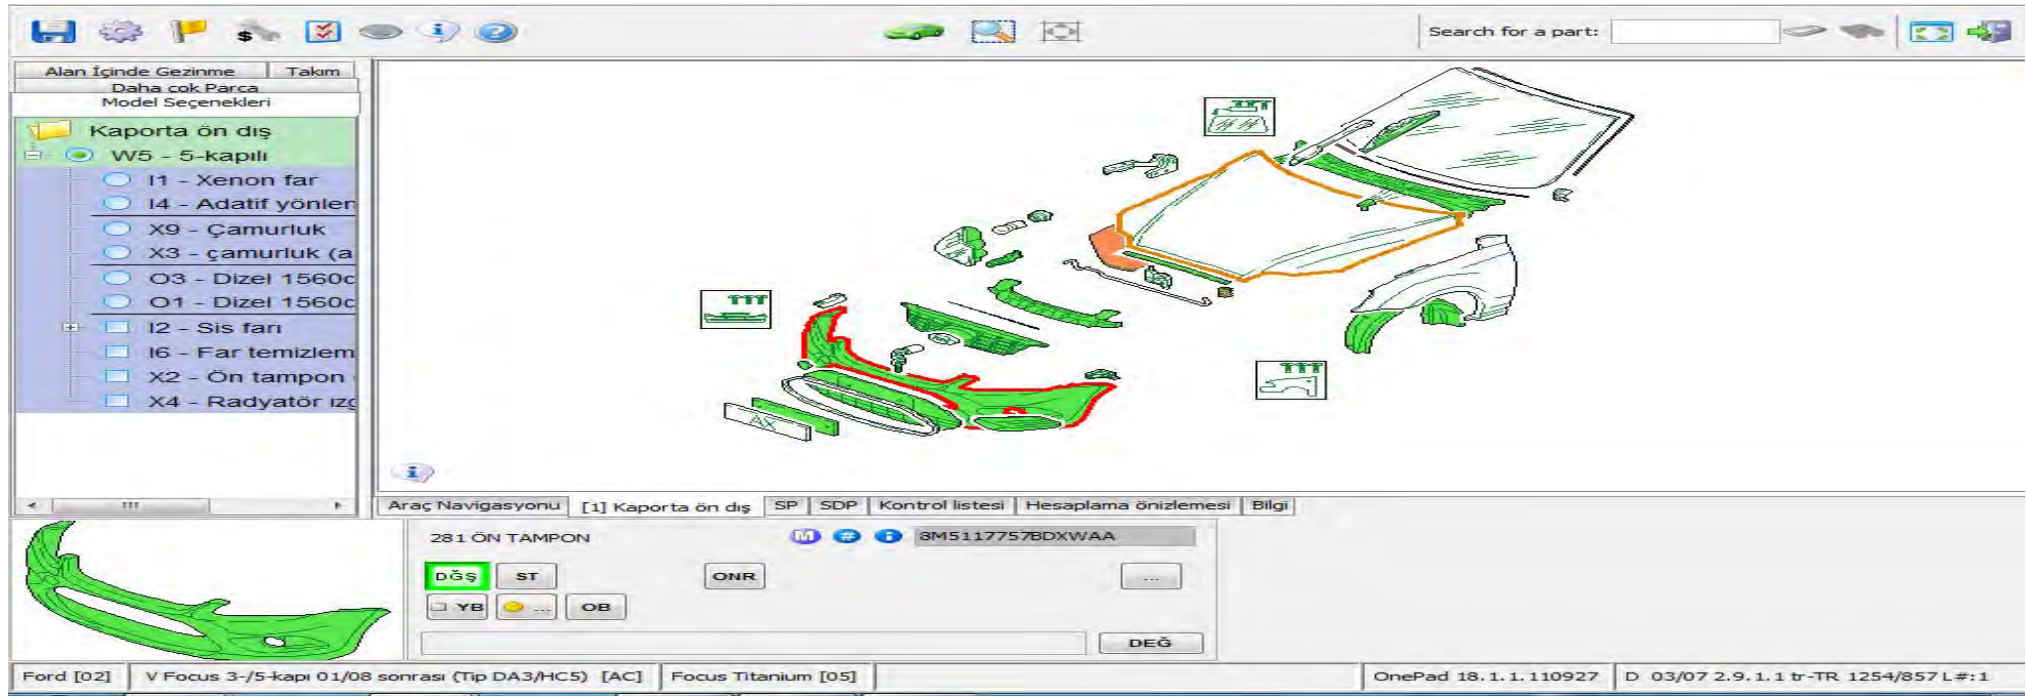 Search for a part:
Alan İçinde Gezinme Takım
Daha çok Parça
Model Seçenekleri
Kaporta ön dış
W5 - 5-kapılı
I1 - Xenon far
I4 - Adatif yönlen
X9 - Çamurluk
X3 - çamurluk (a
O3 - Dizel 1560c
O1 - Dizel 1560c
I2 - Sis farı
I6 - Far temizlem
X2 - Ön tampon
X4 - Radyatör ızg
AX
Araç Navigasyonu [1] Kaporta ön dış SP SDP Kontrol listesi Hesaplama önizlemesi Bilgi
281 ÖN TAMPON M # i 8M5117757BDXWAA
DĞŞ ST ONR ...
YB ... OB
DEĞ
Ford [02] V Focus 3-/5-kapı 01/08 sonrası (Tip DA3/HC5) [AC] Focus Titanium [05] OnePad 18.1.1.110927 D 03/07 2.9.1.1 tr-TR 1254/857 L#:1